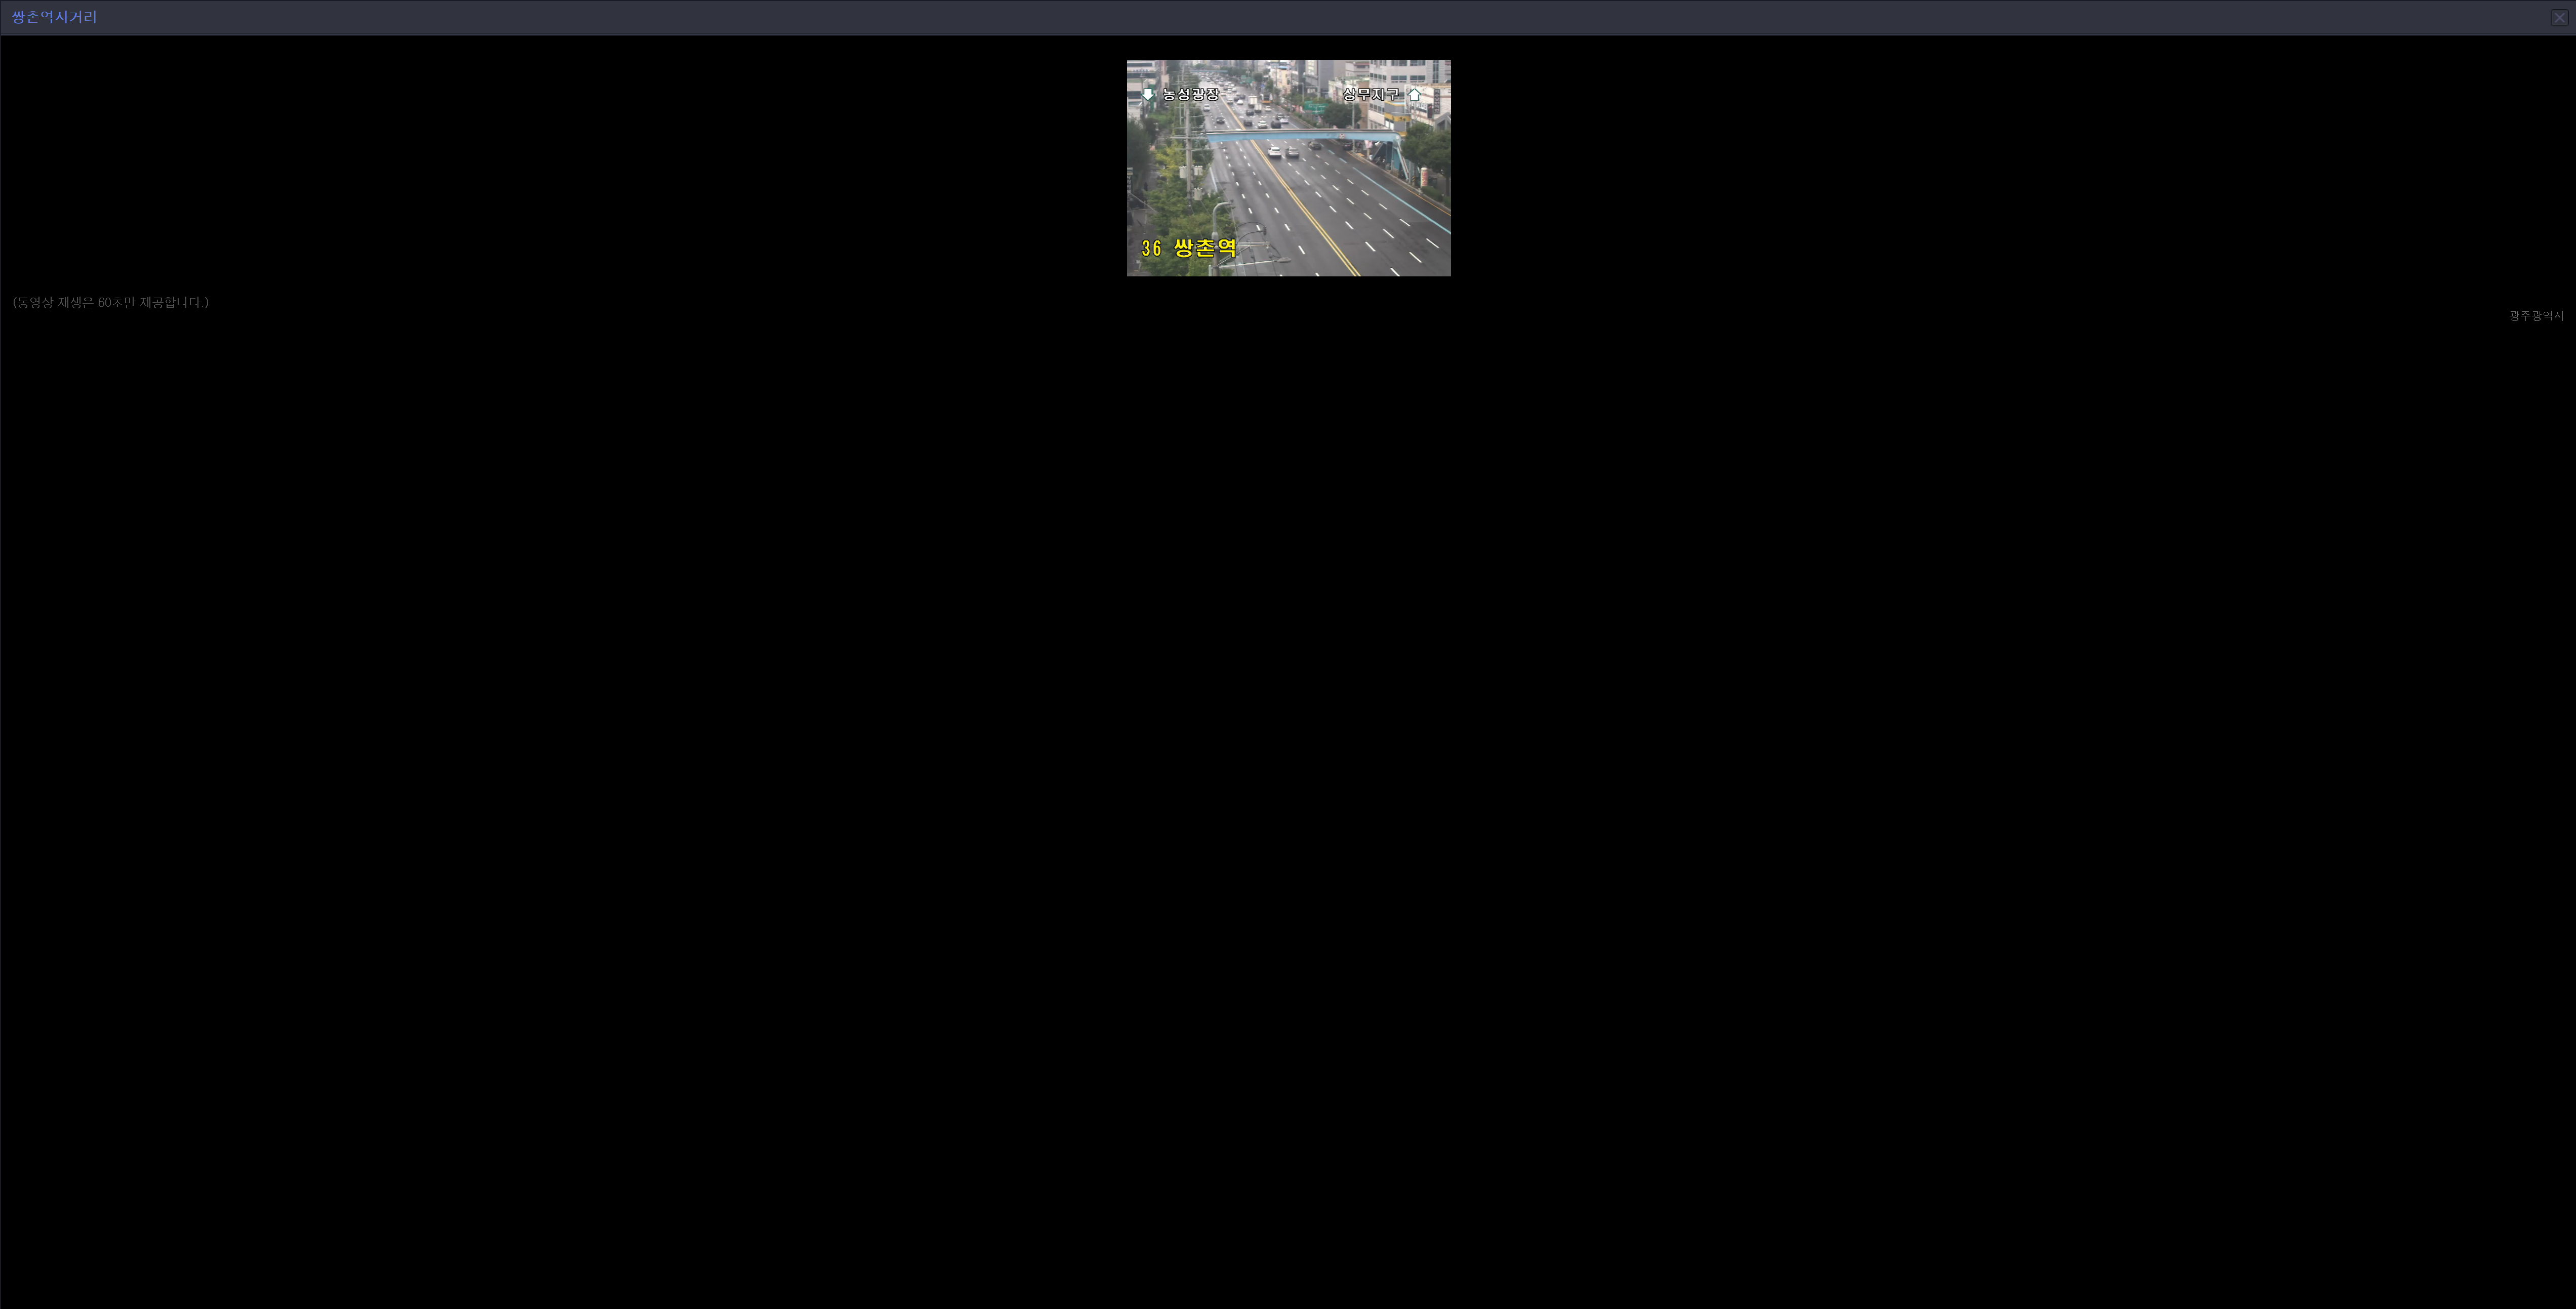 쌍촌역사거리
농성광장 상무지구
36 쌍촌역
(동영상 재생은 60초만 제공합니다.)
광주광역시